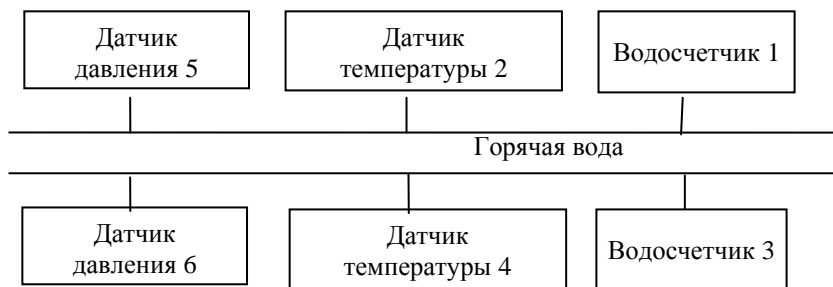 Датчик
давления 5
Датчик
температуры 2
Водосчетчик 1
Горячая вода
Датчик
давления 6
Датчик
температуры 4
Водосчетчик 3